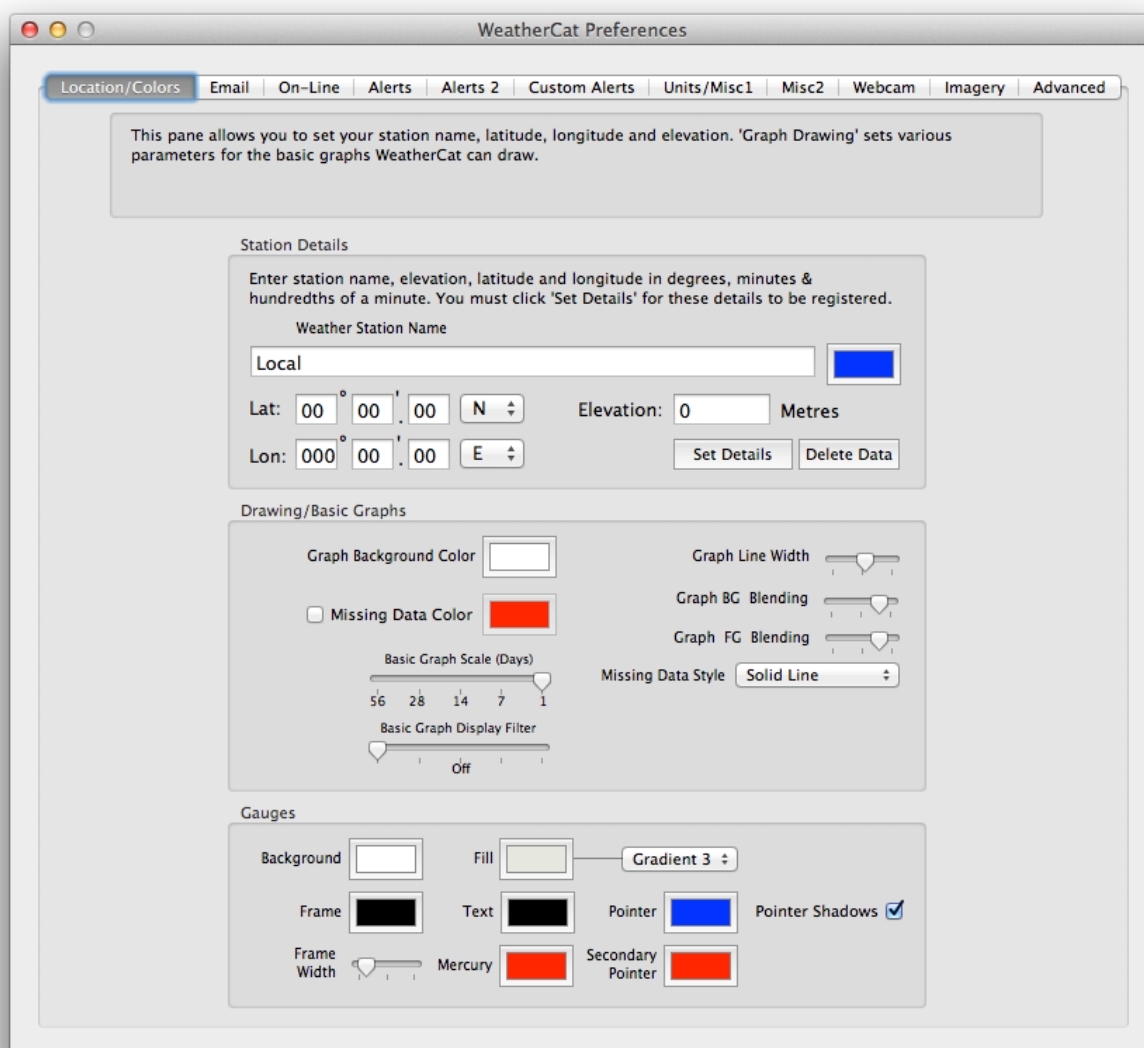 WeatherCat Preferences
Location/Colors Email On-Line Alerts Alerts 2 Custom Alerts Units/Misc1 Misc2 Webcam Imagery Advanced
This pane allows you to set your station name, latitude, longitude and elevation. 'Graph Drawing' sets various
parameters for the basic graphs WeatherCat can draw.
Station Details
Enter station name, elevation, latitude and longitude in degrees, minutes &
hundredths of a minute. You must click 'Set Details' for these details to be registered.
Weather Station Name
Local
Lat: 00 ° 00 ' . 00 N Elevation: 0 Metres
Lon: 000 ° 00 ' . 00 E Set Details Delete Data
Drawing/Basic Graphs
Graph Background Color Graph Line Width
Graph BG Blending
Missing Data Color
Graph FG Blending
Basic Graph Scale (Days)
Missing Data Style Solid Line
56 28 14 7 1
Basic Graph Display Filter
Off
Gauges
Background Fill Gradient 3
Frame Text Pointer Pointer Shadows
Frame
Width Mercury Secondary
Pointer